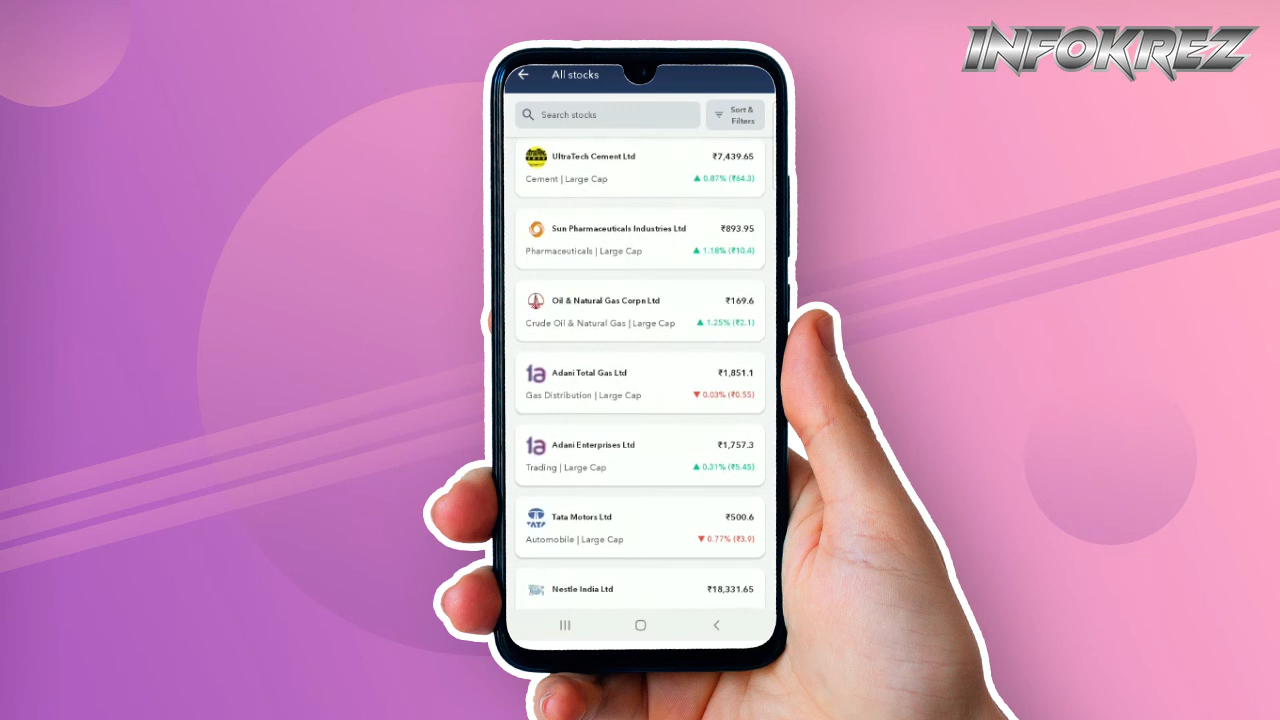 INFOKREZ
All stocks
Search stocks
Sort &
Filters
UltraTech Cement Ltd ₹7,439.65
Cement | Large Cap ▲ 0.87% (₹64.3)
Sun Pharmaceuticals Industries Ltd ₹893.95
Pharmaceuticals | Large Cap ▲ 1.18% (₹10.4)
Oil & Natural Gas Corpn Ltd ₹169.6
Crude Oil & Natural Gas | Large Cap ▲ 1.25% (₹2.1)
Adani Total Gas Ltd ₹1,851.1
Gas Distribution | Large Cap ▼ 0.03% (₹0.55)
Adani Enterprises Ltd ₹1,757.3
Trading | Large Cap ▲ 0.31% (₹5.45)
Tata Motors Ltd ₹500.6
TATA
Automobile | Large Cap ▼ 0.77% (₹3.9)
Nestle India Ltd ₹18,331.65